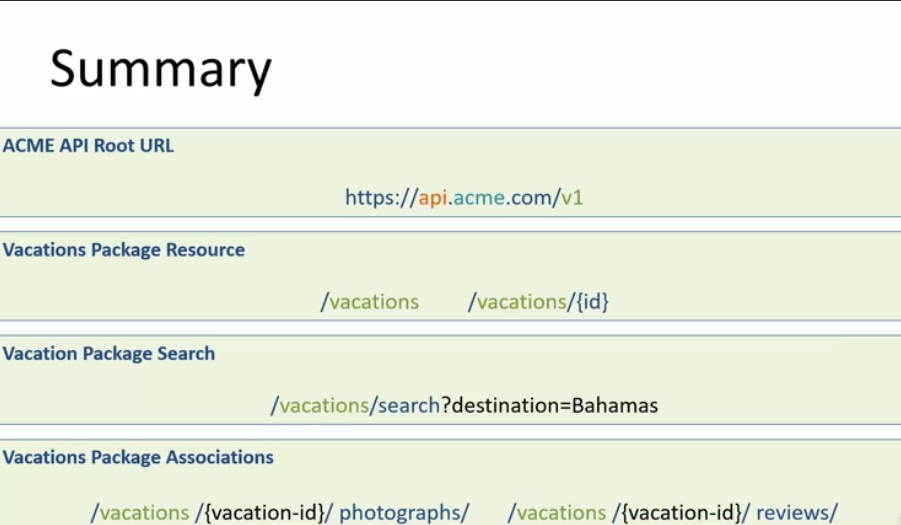 Summary
ACME API Root URL
https://api.acme.com/v1
Vacations Package Resource
/vacations /vacations/{id}
Vacation Package Search
/vacations/search?destination=Bahamas
Vacations Package Associations
/vacations /{vacation-id}/ photographs/ /vacations /{vacation-id}/ reviews/